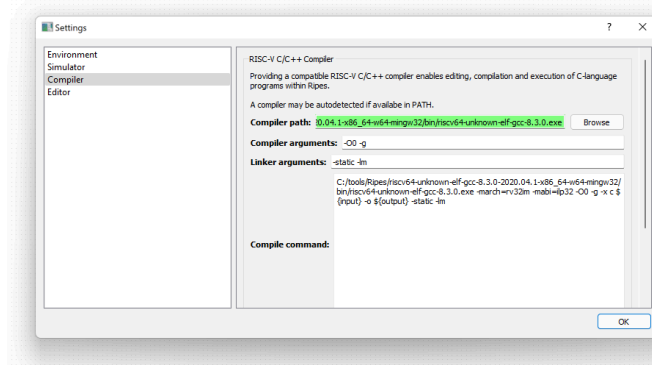 Settings
Environment
Simulator
Compiler
Editor
RISC-V C/C++ Compiler
Providing a compatible RISC-V C/C++ compiler enables editing, compilation and execution of C-language
programs within Ripes.
A compiler may be autodetected if availabe in PATH.
Compiler path: 20.04.1-x86_64-w64-mingw32/bin/riscv64-unknown-elf-gcc-8.3.0.exe Browse
Compiler arguments: -O0 -g
Linker arguments: -static -lm
C:/tools/Ripes/riscv64-unknown-elf-gcc-8.3.0-2020.04.1-x86_64-w64-mingw32/
bin/riscv64-unknown-elf-gcc-8.3.0.exe -march=rv32im -mabi=ilp32 -O0 -g -x c $
{input} -o ${output} -static -lm
Compile command:
OK